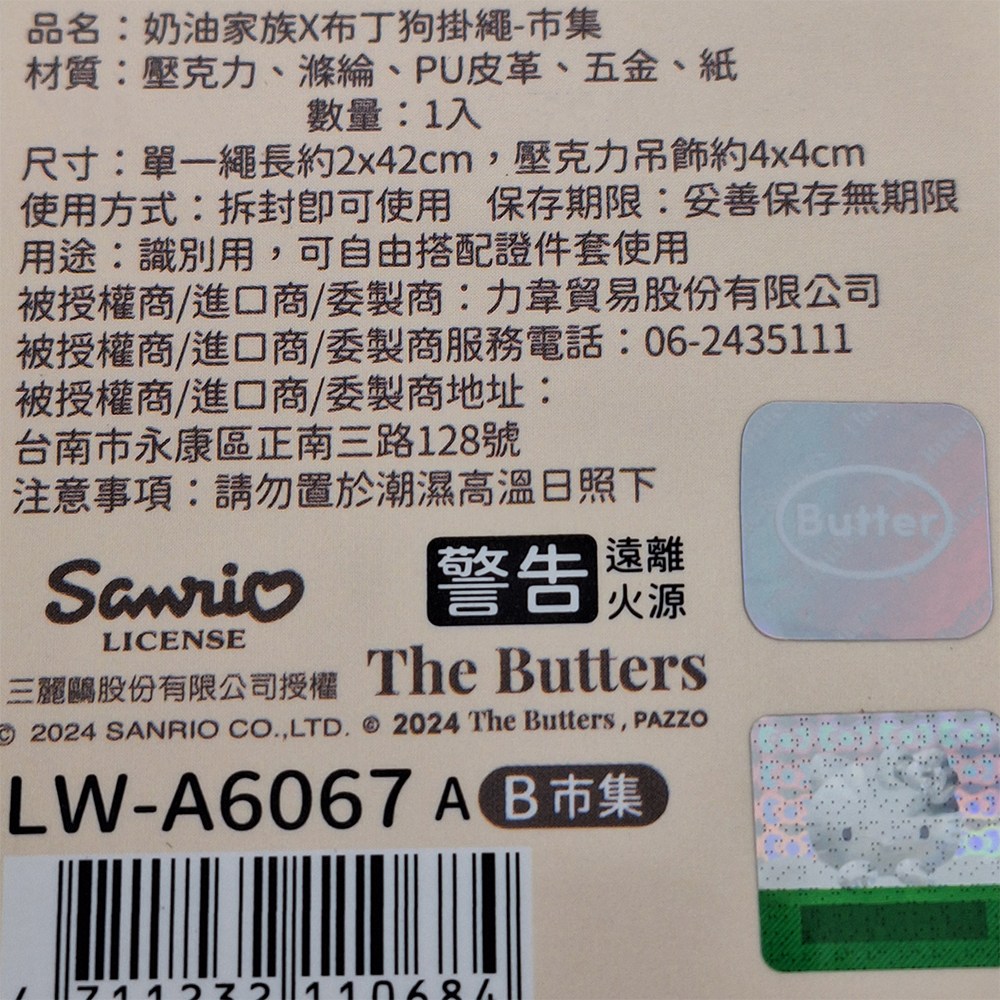 品名：奶油家族X布丁狗掛繩-市集
材質：壓克力、滌綸、PU皮革、五金、紙
數量：1入
尺寸：單一繩長約2x42cm，壓克力吊飾約4x4cm
使用方式：拆封即可使用 保存期限：妥善保存無期限
用途：識別用，可自由搭配證件套使用
被授權商/進口商/委製商：力韋貿易股份有限公司
被授權商/進口商/委製商服務電話：06-2435111
被授權商/進口商/委製商地址：
台南市永康區正南三路128號
注意事項：請勿置於潮濕高溫日照下
Butter
Sanrio
LICENSE
警告 遠離火源
三麗鷗股份有限公司授權
The Butters
© 2024 SANRIO CO.,LTD. © 2024 The Butters , PAZZO
LW-A6067 A B市集
4 711232 110684